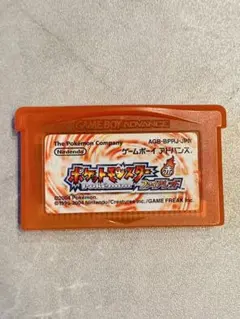 GAME BOY ADVANCE
The Pokémon Company
Nintendo
AGB-BPRJ-JPN
ゲームボーイ アドバンス
ポケットモンスター
ファイアレッド
©2004 Pokémon.
©1995-2004 Nintendo/Creatures Inc./GAME FREAK Inc.